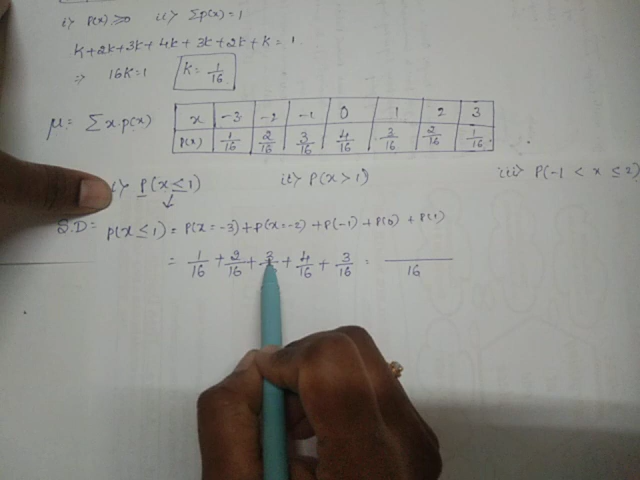 i> P(x) ≥0 ii> Σp(x) = 1
K+2K+3K+4K+3K+2K+K = 1
⇒ 16K=1 K = 1/16
μ = Σ x.p(x)
x -3 -2 -1 0 1 2 3
P(x) 1/16 2/16 3/16 4/16 3/16 2/16 1/16
i> P(x≤1) ii> P(x>1) iii> P(-1 < x ≤ 2)
S.D = P(x≤1) = P(x=-3) + P(x=-2) + P(-1) + P(0) + P(1)
= 1/16 + 2/16 + 3/16 + 4/16 + 3/16 = /16